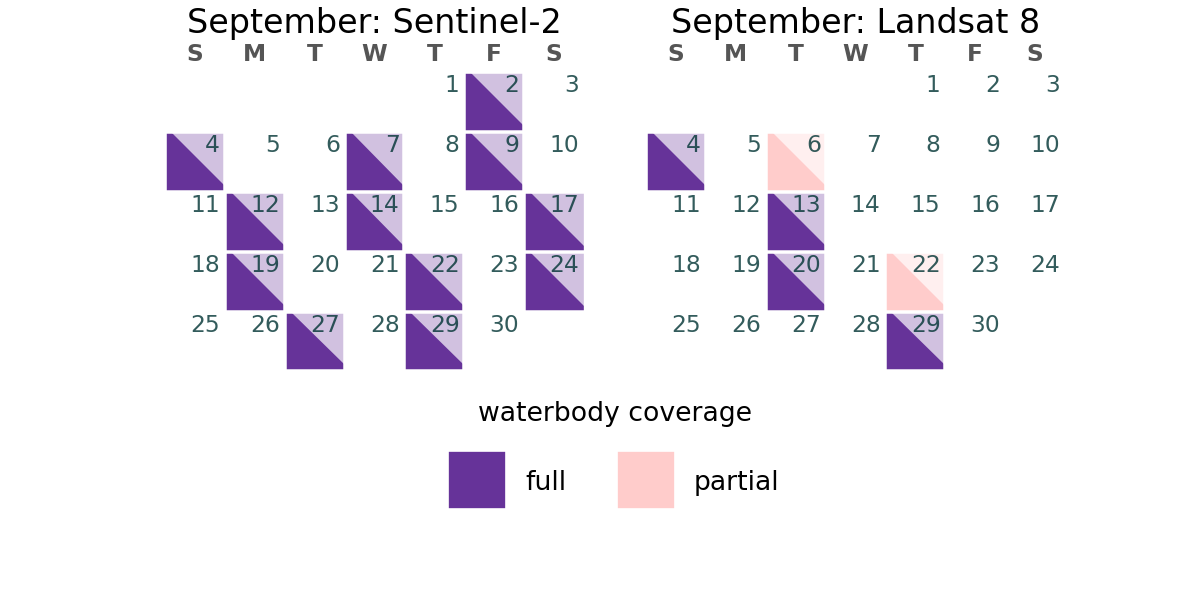 September: Sentinel-2
S M T W T F S
1 2 3
4 5 6 7 8 9 10
11 12 13 14 15 16 17
18 19 20 21 22 23 24
25 26 27 28 29 30
September: Landsat 8
S M T W T F S
1 2 3
4 5 6 7 8 9 10
11 12 13 14 15 16 17
18 19 20 21 22 23 24
25 26 27 28 29 30
waterbody coverage
full partial